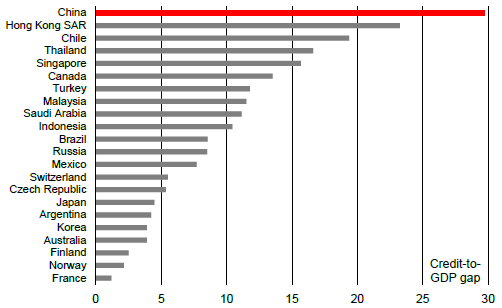 China
Hong Kong SAR
Chile
Thailand
Singapore
Canada
Turkey
Malaysia
Saudi Arabia
Indonesia
Brazil
Russia
Mexico
Switzerland
Czech Republic
Japan
Argentina
Korea
Australia
Finland
Norway
France
Credit-to-
GDP gap
0 5 10 15 20 25 30